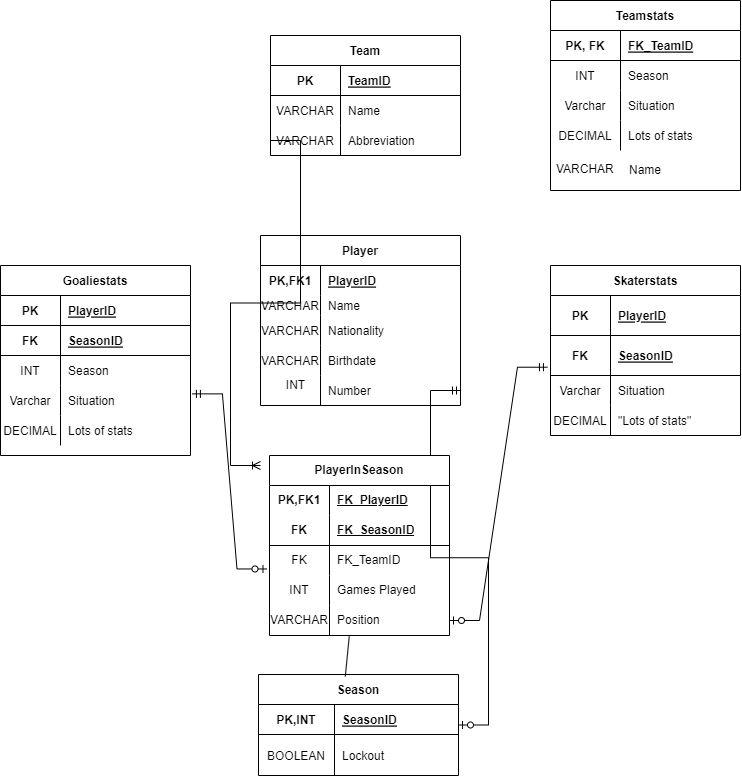 Teamstats
PK, FK FK_TeamID
INT Season
Varchar Situation
DECIMAL Lots of stats
VARCHAR Name
Team
PK TeamID
VARCHAR Name
VARCHAR Abbreviation
Player
PK,FK1 PlayerID
VARCHAR Name
VARCHAR Nationality
VARCHAR Birthdate
INT Number
Goaliestats
PK PlayerID
FK SeasonID
INT Season
Varchar Situation
DECIMAL Lots of stats
Skaterstats
PK PlayerID
FK SeasonID
Varchar Situation
DECIMAL "Lots of stats"
PlayerInSeason
PK,FK1 FK_PlayerID
FK FK_SeasonID
FK FK_TeamID
INT Games Played
VARCHAR Position
Season
PK,INT SeasonID
BOOLEAN Lockout